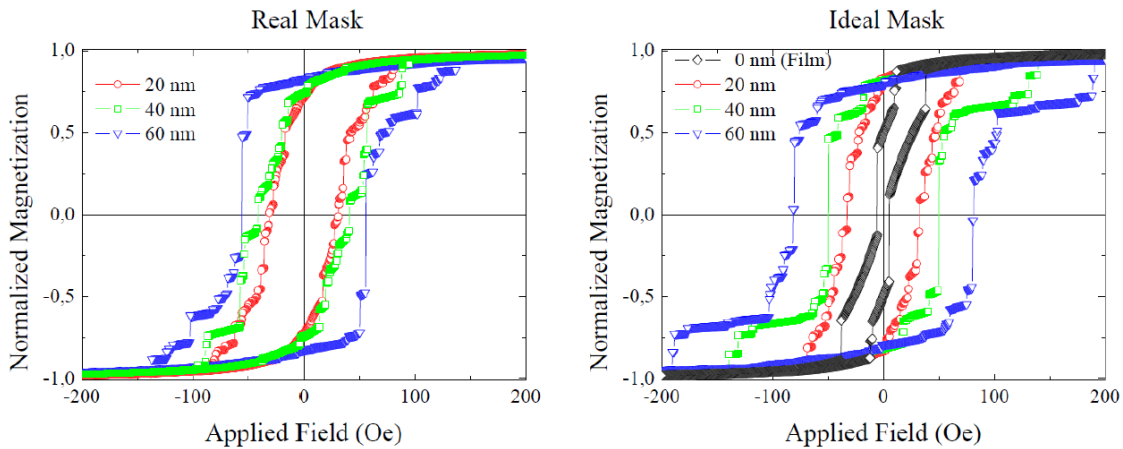 Real Mask
1,0
0,5
0,0
-0,5
-1,0
Normalized Magnetization
20 nm
40 nm
60 nm
-200 -100 0 100 200
Applied Field (Oe)
Ideal Mask
1,0
0,5
0,0
-0,5
-1,0
Normalized Magnetization
0 nm (Film)
20 nm
40 nm
60 nm
-200 -100 0 100 200
Applied Field (Oe)